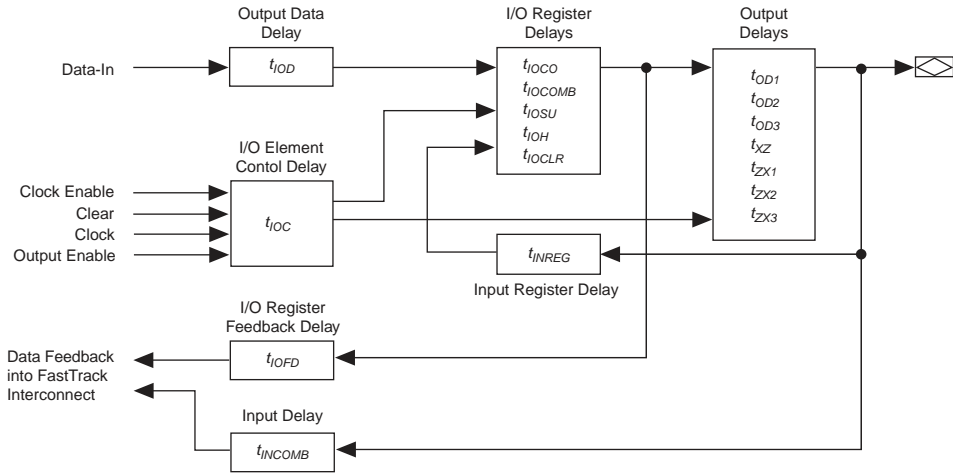 Output Data
Delay
I/O Register
Delays
Output
Delays
Data-In
tIOD
tIOCO
tIOCOMB
tIOSU
tIOH
tIOCLR
tOD1
tOD2
tOD3
tXZ
tZX1
tZX2
tZX3
I/O Element
Contol Delay
Clock Enable
Clear
Clock
Output Enable
tIOC
tINREG
Input Register Delay
I/O Register
Feedback Delay
tIOFD
Data Feedback
into FastTrack
Interconnect
Input Delay
tINCOMB